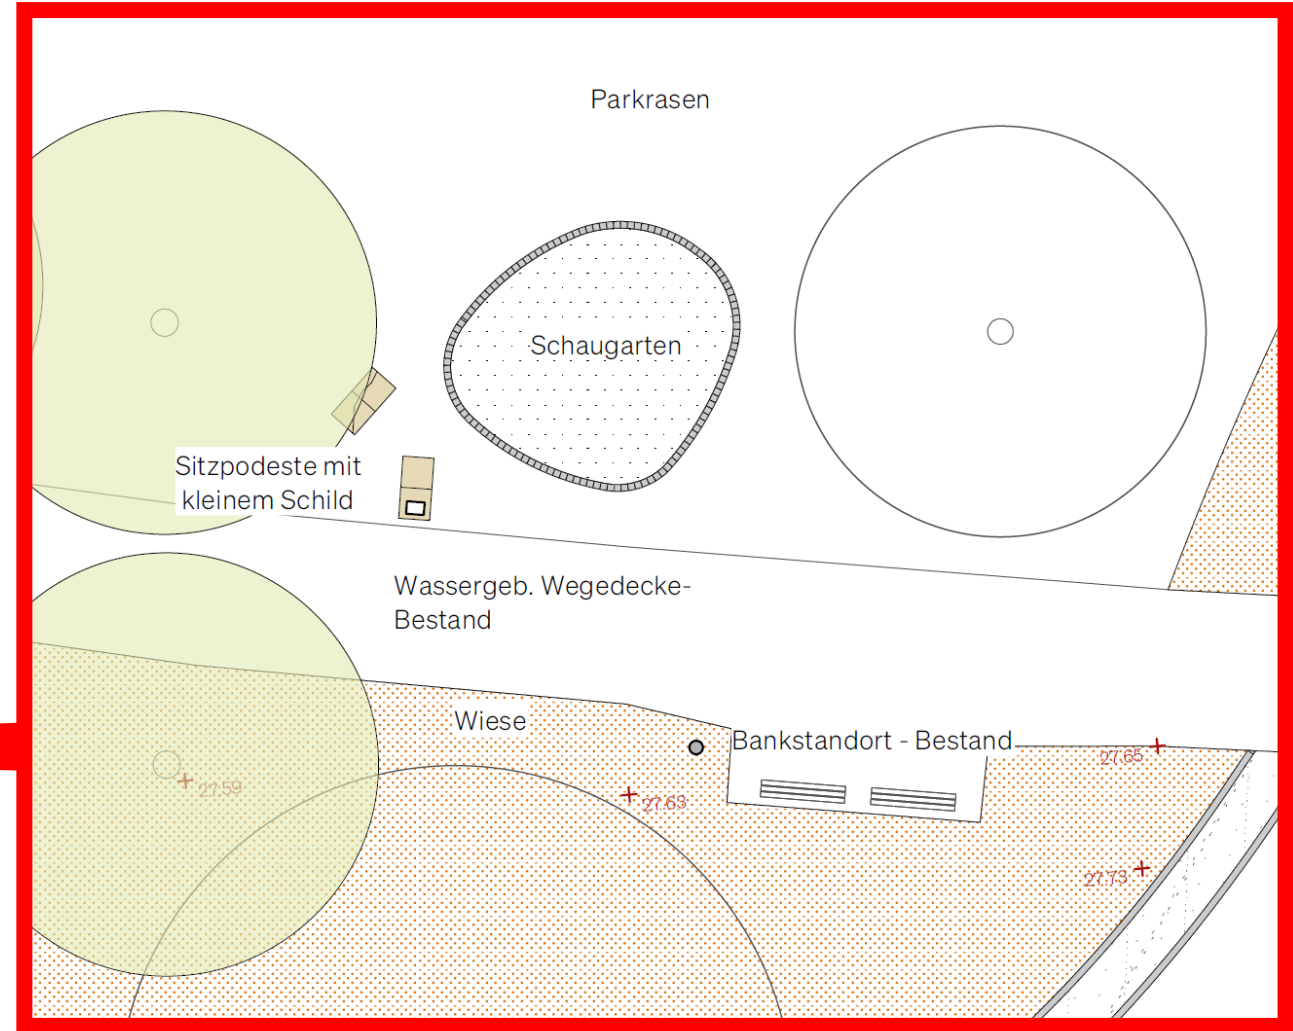 Parkrasen
Schaugarten
Sitzpodeste mit
kleinem Schild
Wassergeb. Wegedecke-
Bestand
Wiese
Bankstandort - Bestand
27.65
27.59
27.63
27.73